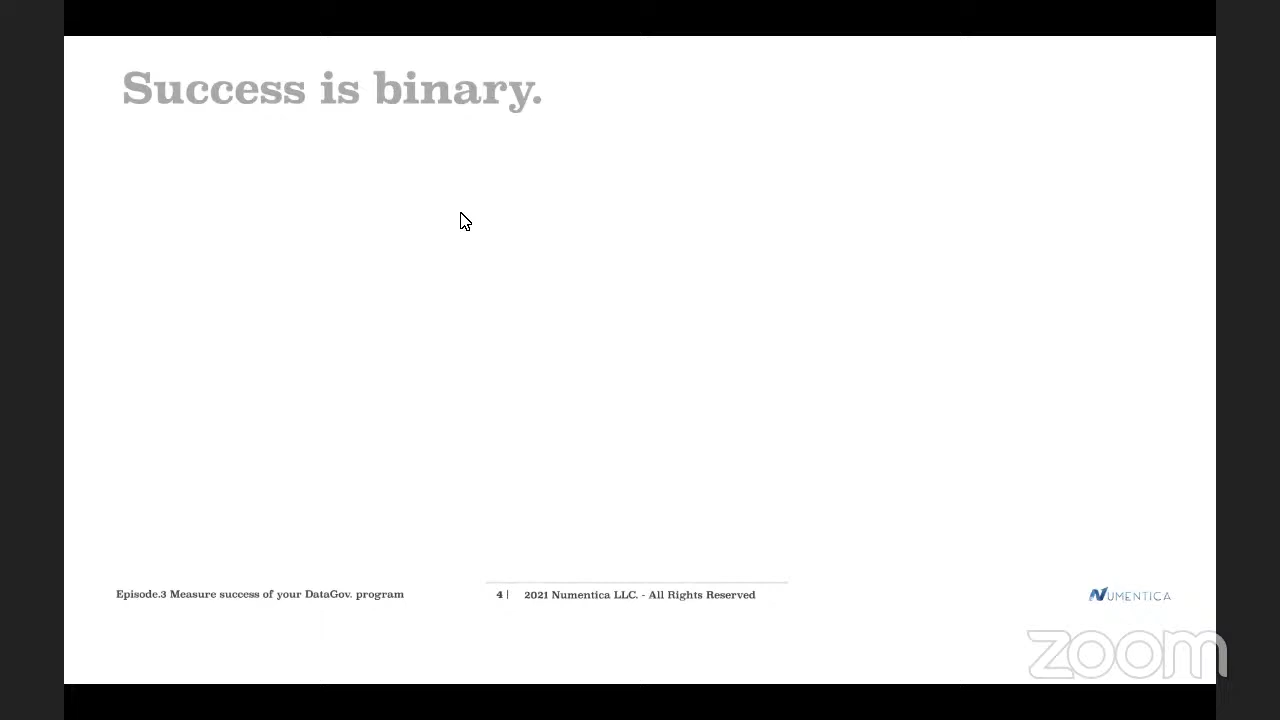 Success is binary.
Episode.3 Measure success of your DataGov. program
4 | 2021 Numentica LLC. - All Rights Reserved
NUMENTICA
zoom